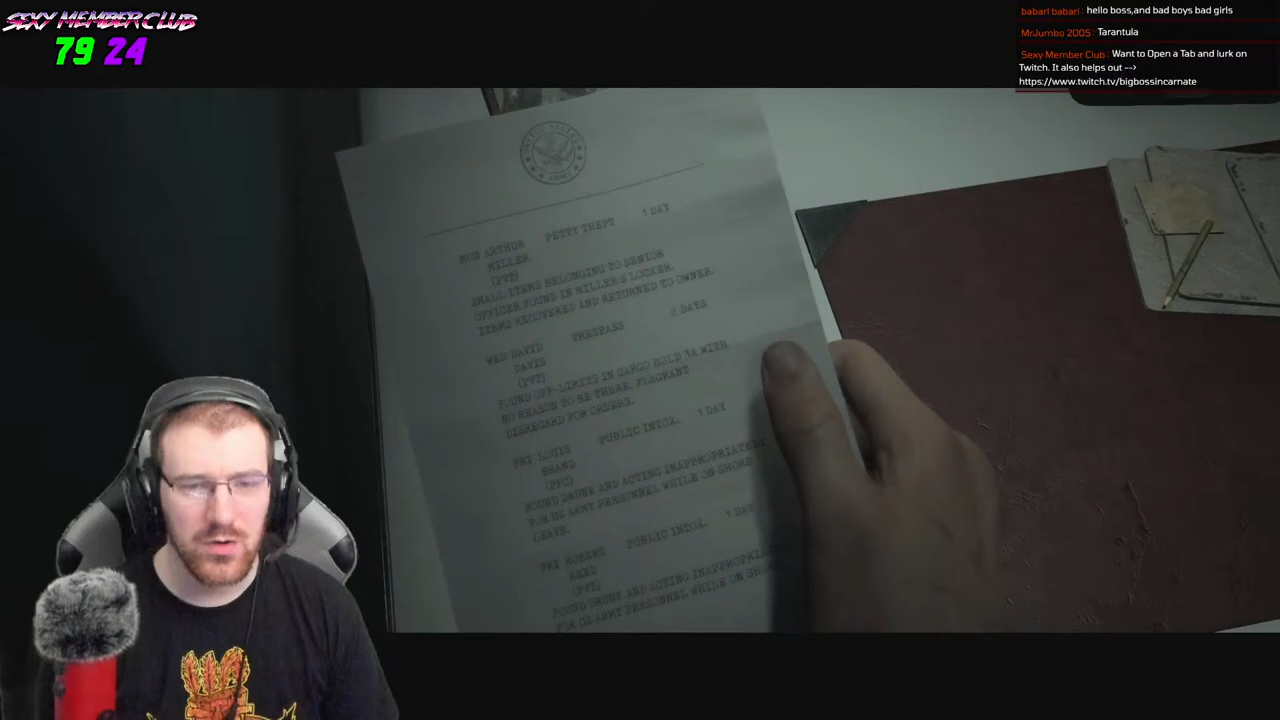 SEXY MEMBER CLUB
79 24
babarl babarl: hello boss,and bad boys bad girls
MrJumbo 2005: Tarantula
Sexy Member Club: Want to Open a Tab and lurk on
Twitch. It also helps out -->
https://www.twitch.tv/bigbossincarnate
UNITED STATES
ARMY
MON ARTHUR PETTY THEFT 1 DAY
MILLER
(PVT)
SMALL ITEMS BELONGING TO SENIOR
OFFICER FOUND IN MILLER'S LOCKER.
ITEMS RECOVERED AND RETURNED TO OWNER.
WED DAVID TRESPASS 2 DAYS
DAVIS
(PVT)
FOUND OFF-LIMITS IN CARGO HOLD 3A WITH
NO REASON TO BE THERE. FLAGRANT
DISREGARD FOR ORDERS.
FRI LOUIS PUBLIC INTOX. 1 DAY
BRAND
(PFC)
FOUND DRUNK AND ACTING INAPPROPRIATELY
FOR US ARMY PERSONNEL WHILE ON SHORE
LEAVE.
FRI ROBERT PUBLIC INTOX. 1 DAY
REED
(PVT)
FOUND DRUNK AND ACTING INAPPROPRIA
FOR US ARMY PERSONNEL WHILE ON SHO